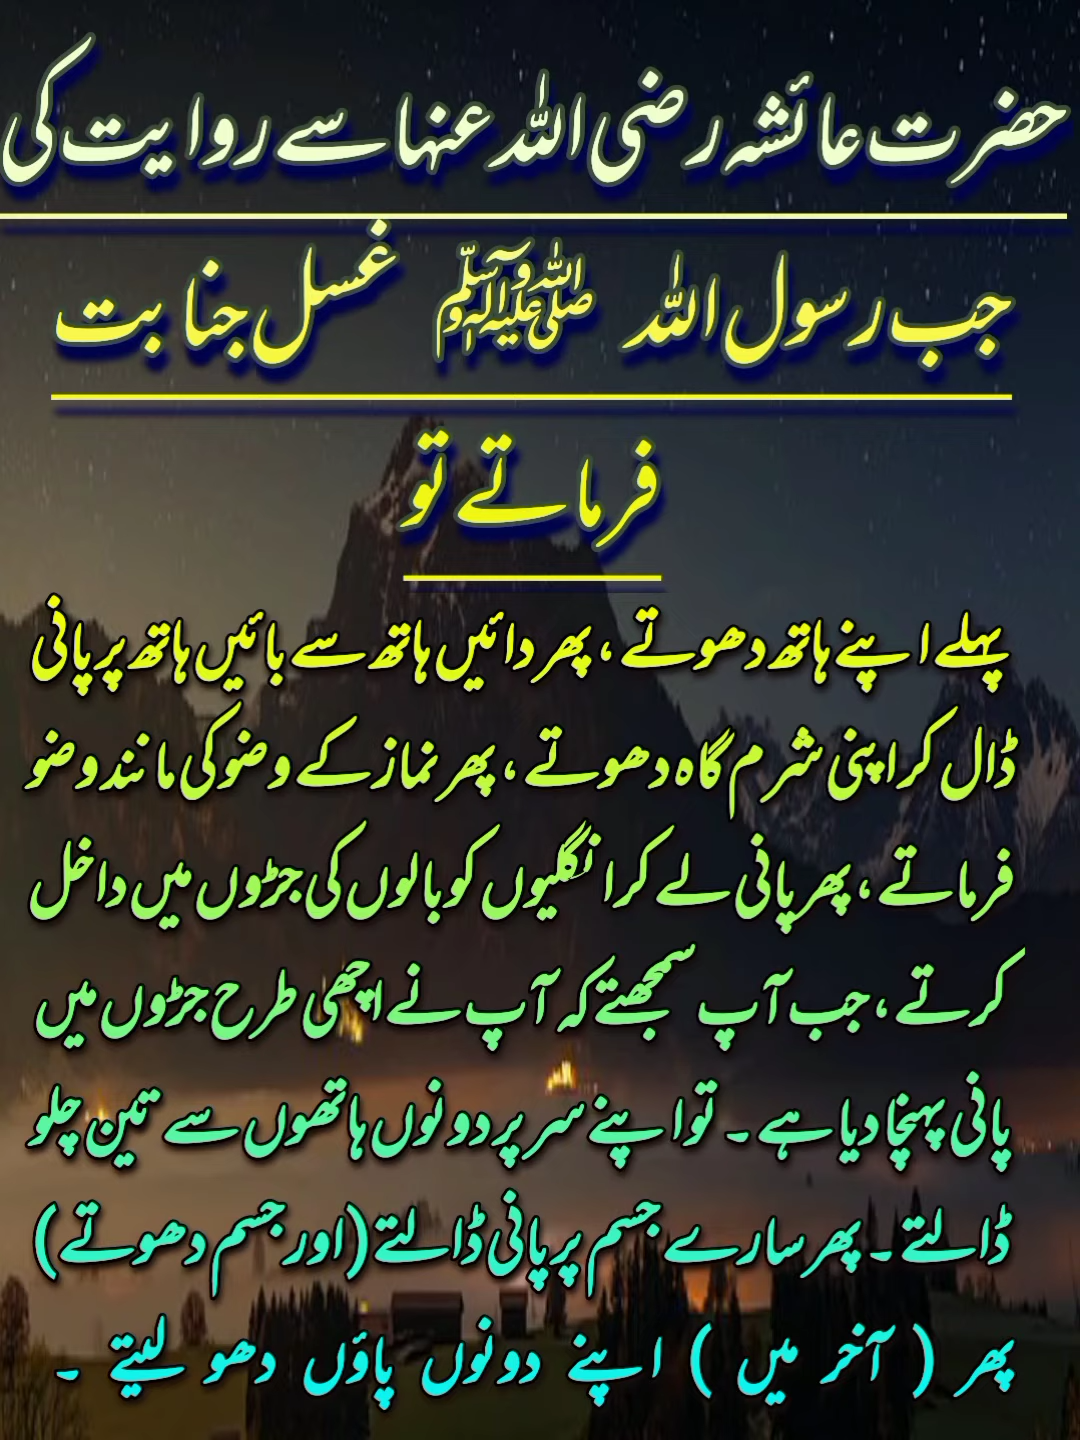 حضرت عائشہ رضی اللہ عنہا سے روایت کی
جب رسول اللہ ﷺ غسل جنابت
فرماتے تو
پہلے اپنے ہاتھ دھوتے ، پھر دائیں ہاتھ سے بائیں ہاتھ پر پانی
ڈال کر اپنی شرم گاہ دھوتے ، پھر نماز کے وضو کی مانند وضو
فرماتے ، پھر پانی لے کر انگلیوں کو بالوں کی جڑوں میں داخل
کرتے ، جب آپ سمجھتے کہ آپ نے اچھی طرح جڑوں میں
پانی پہنچا دیا ہے ۔ تو اپنے سر پر دونوں ہاتھوں سے تین چلو
ڈالتے ۔ پھر سارے جسم پر پانی ڈالتے ( اور جسم دھوتے )
پھر ( آخر میں ) اپنے دونوں پاؤں دھو لیتے ۔